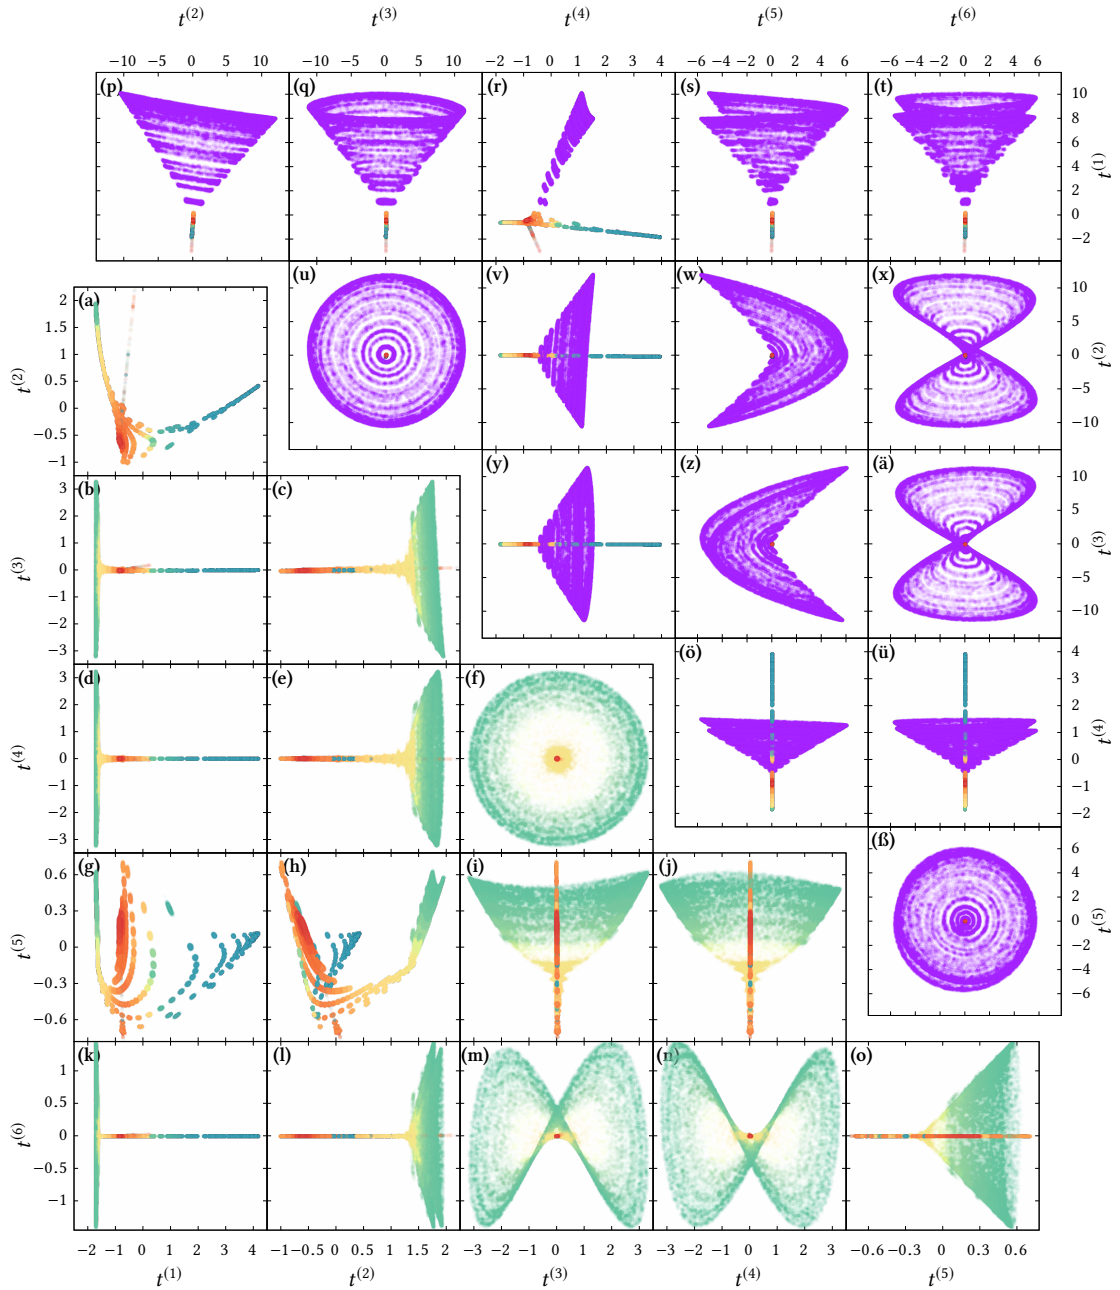 t(2) t(3) t(4) t(5) t(6)
−10 −5 0 5 10 −10 −5 0 5 10 −2 −1 0 1 2 3 4 −6 −4 −2 0 2 4 6 −6 −4 −2 0 2 4 6
(p) (q) (r) (s) (t)
10
8
6
4
2
0
−2
t(1)
(u) (v) (w) (x)
10
5
0
−5
−10
t(2)
(a)
2
1.5
1
0.5
0
−0.5
−1
t(2)
(y) (z) (ä)
10
5
0
−5
−10
t(3)
(b) (c)
3
2
1
0
−1
−2
−3
t(3)
(ö) (ü)
4
3
2
1
0
−1
−2
t(4)
(d) (e) (f)
3
2
1
0
−1
−2
−3
t(4)
(ß)
6
4
2
0
−2
−4
−6
t(5)
(g) (h) (i) (j)
0.6
0.3
0
−0.3
−0.6
t(5)
(k) (l) (m) (n) (o)
1
0.5
0
−0.5
−1
t(6)
−2 −1 0 1 2 3 4 −1 −0.5 0 0.5 1 1.5 2 −3 −2 −1 0 1 2 3 −3 −2 −1 0 1 2 3 −0.6 −0.3 0 0.3 0.6
t(1) t(2) t(3) t(4) t(5)